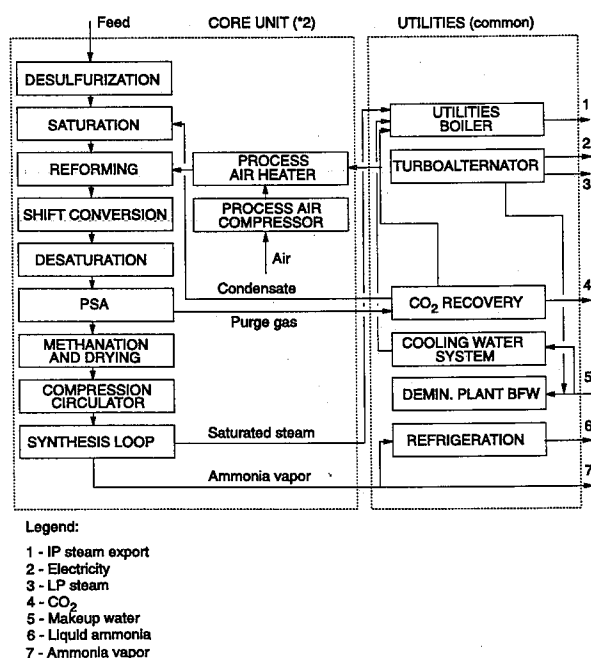 Feed
CORE UNIT (*2)
UTILITIES (common)
DESULFURIZATION
SATURATION
REFORMING
SHIFT CONVERSION
DESATURATION
PSA
METHANATION
AND DRYING
COMPRESSION
CIRCULATOR
SYNTHESIS LOOP
PROCESS
AIR HEATER
PROCESS AIR
COMPRESSOR
Air
Condensate
Purge gas
Saturated steam
Ammonia vapor
UTILITIES
BOILER
TURBOALTERNATOR
CO2 RECOVERY
COOLING WATER
SYSTEM
DEMIN. PLANT BFW
REFRIGERATION
1
2
3
4
5
6
7
Legend:
1 - IP steam export
2 - Electricity
3 - LP steam
4 - CO2
5 - Makeup water
6 - Liquid ammonia
7 - Ammonia vapor